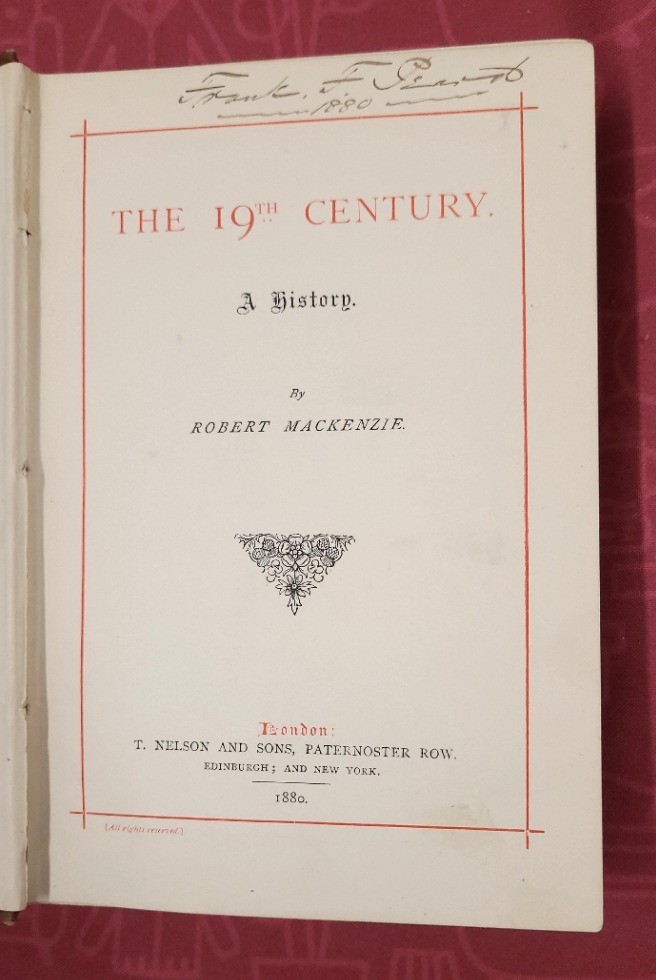 Frank. F.
1880
THE 19TH CENTURY.
A History.
By
ROBERT MACKENZIE.
London:
T. NELSON AND SONS, PATERNOSTER ROW.
EDINBURGH; AND NEW YORK.
1880.
[All rights reserved.]